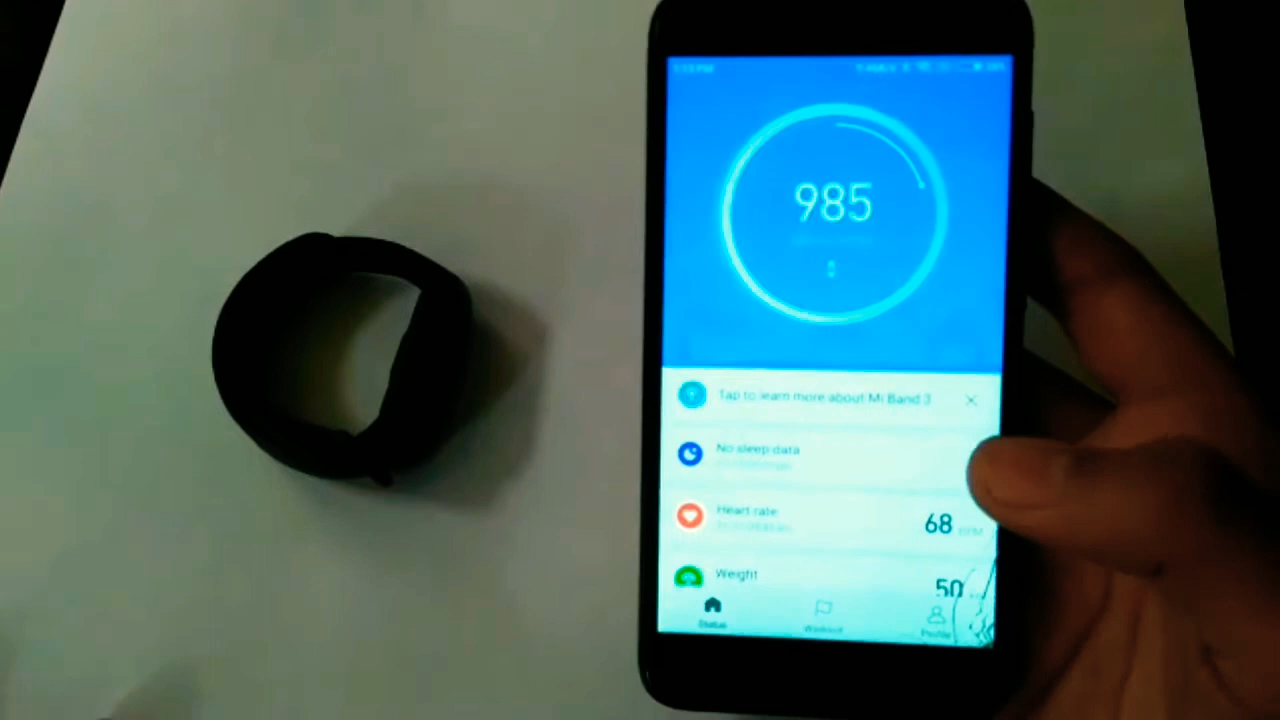 985
Tap to learn more about Mi Band 3
No sleep data
Heart rate
68 BPM
Weight
50
Status
Workout
Profile